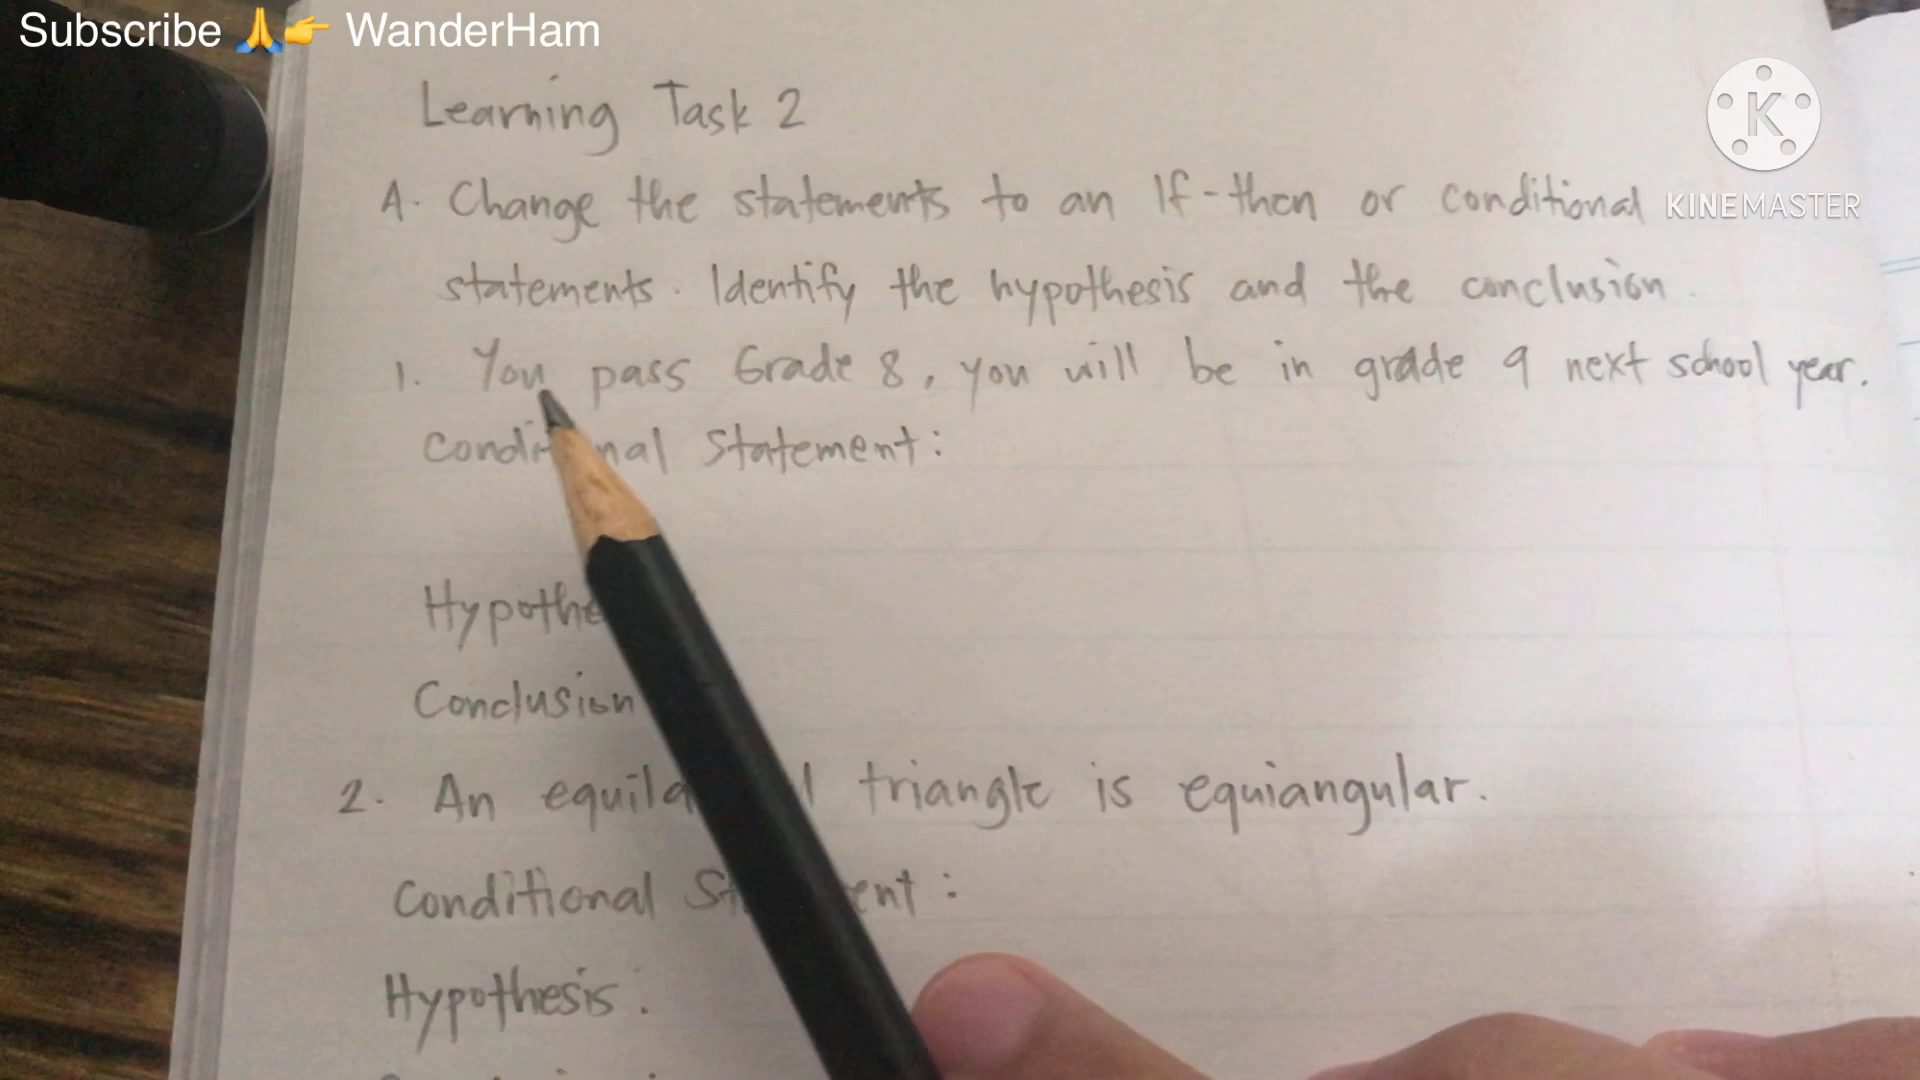 Subscribe 🙏👉 WanderHam
K
KINEMASTER
Learning Task 2
A. Change the statements to an If-then or conditional
statements. Identify the hypothesis and the conclusion.
1. You pass Grade 8, you will be in grade 9 next school year.
Statement:
Conclusion
2. An triangle is equiangular.
Conditional
Hypothesis: